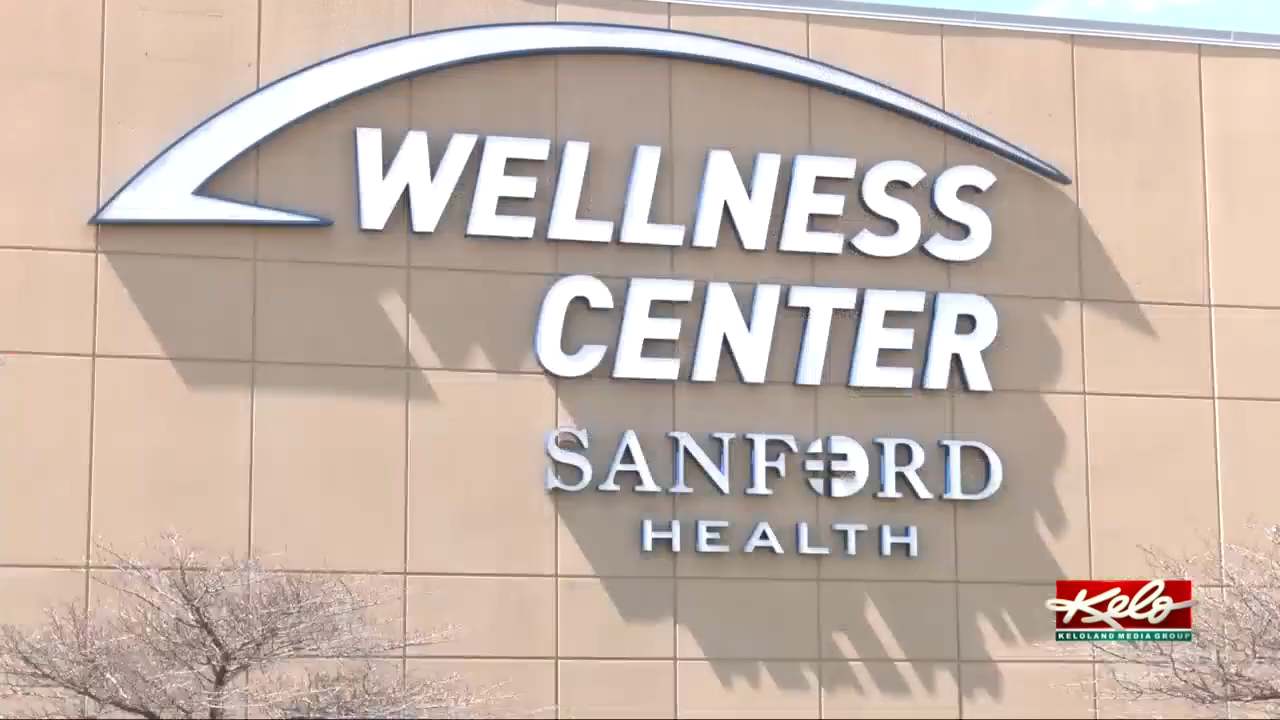 WELLNESS
CENTER
SANFORD
HEALTH
Kelo
KELOLAND MEDIA GROUP